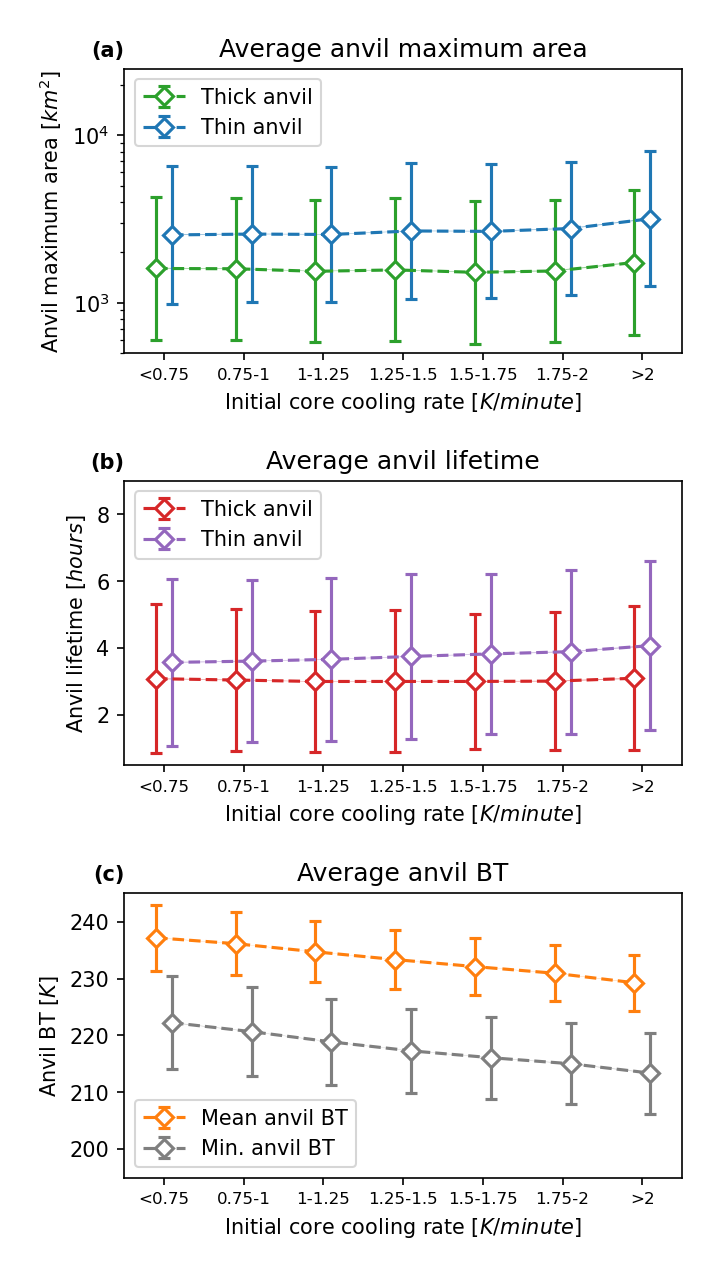 (a) Average anvil maximum area
Thick anvil
Thin anvil
Anvil maximum area [km²]
10⁴
10³
<0.75 0.75-1 1-1.25 1.25-1.5 1.5-1.75 1.75-2 >2
Initial core cooling rate [K/minute]
(b) Average anvil lifetime
Thick anvil
Thin anvil
Anvil lifetime [hours]
8
6
4
2
<0.75 0.75-1 1-1.25 1.25-1.5 1.5-1.75 1.75-2 >2
Initial core cooling rate [K/minute]
(c) Average anvil BT
Anvil BT [K]
240
230
220
210
200
Mean anvil BT
Min. anvil BT
<0.75 0.75-1 1-1.25 1.25-1.5 1.5-1.75 1.75-2 >2
Initial core cooling rate [K/minute]